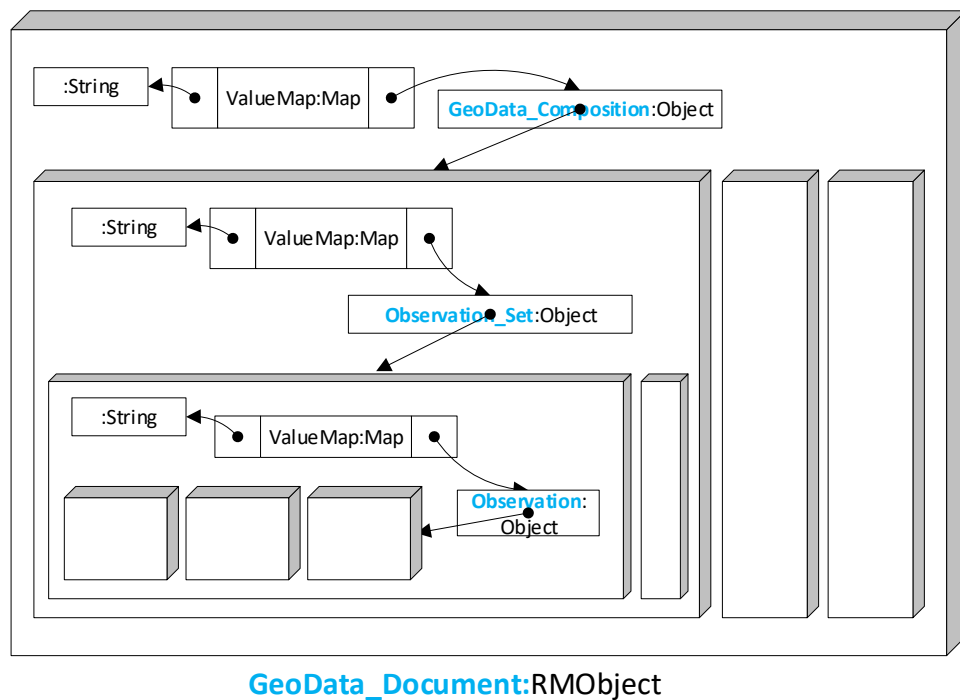 :String
ValueMap:Map
GeoData_Composition:Object
:String
ValueMap:Map
Observation_Set:Object
:String
ValueMap:Map
Observation:
Object
GeoData_Document:RMObject